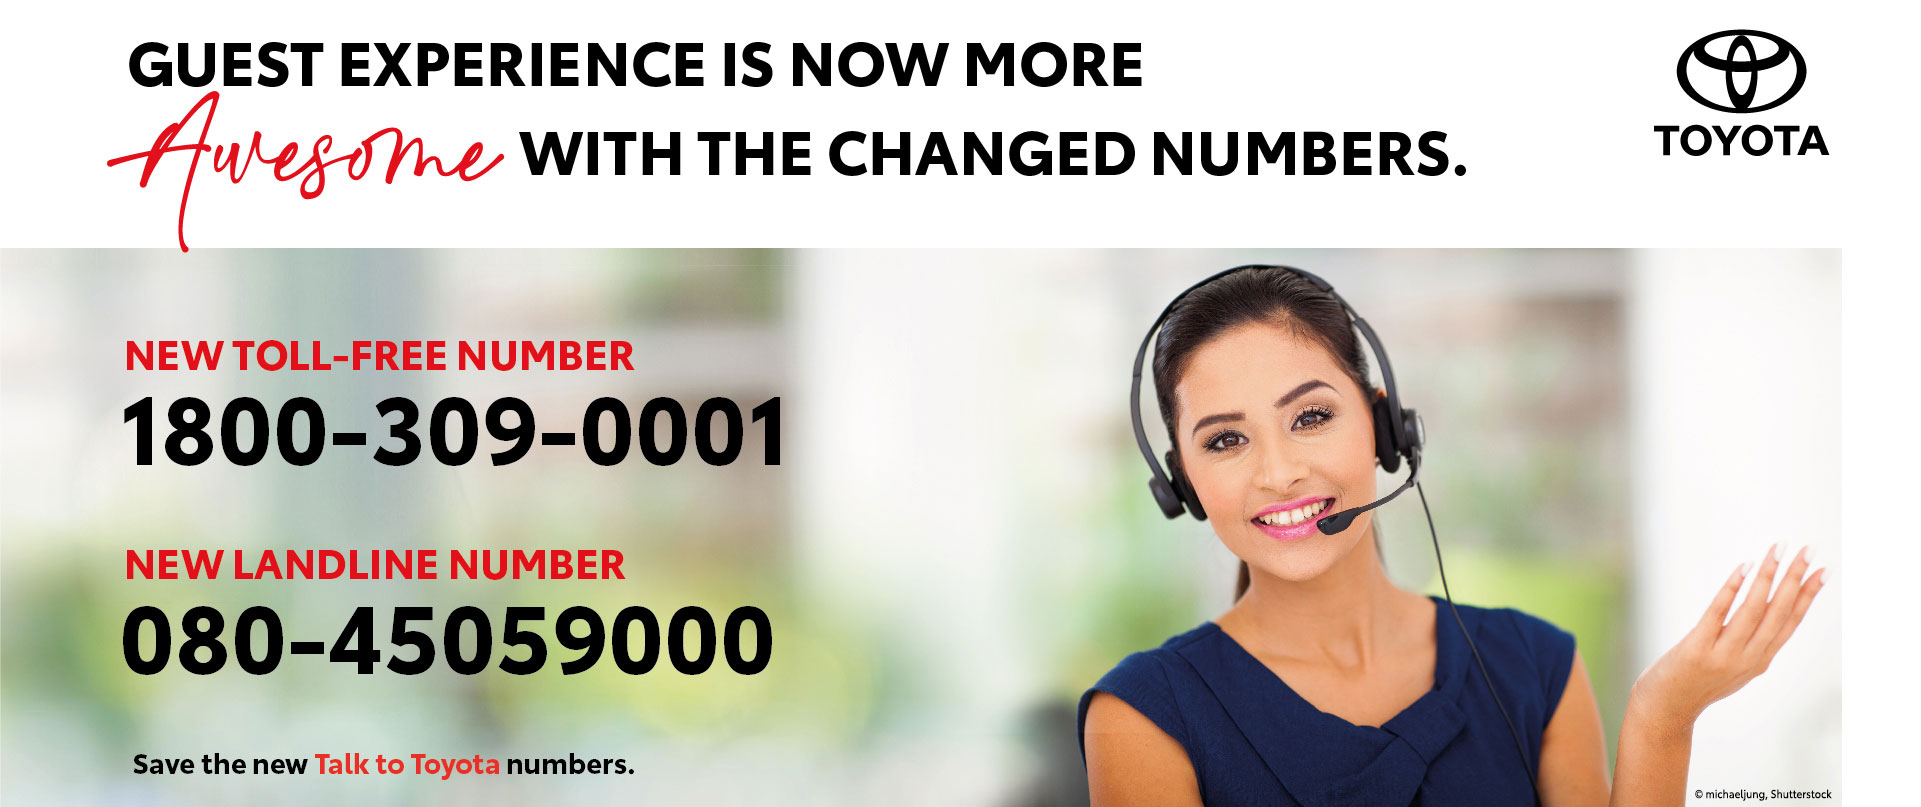 GUEST EXPERIENCE IS NOW MORE
Awesome WITH THE CHANGED NUMBERS.
TOYOTA
NEW TOLL-FREE NUMBER
1800-309-0001
NEW LANDLINE NUMBER
080-45059000
Save the new Talk to Toyota numbers.
© michaeljung, Shutterstock